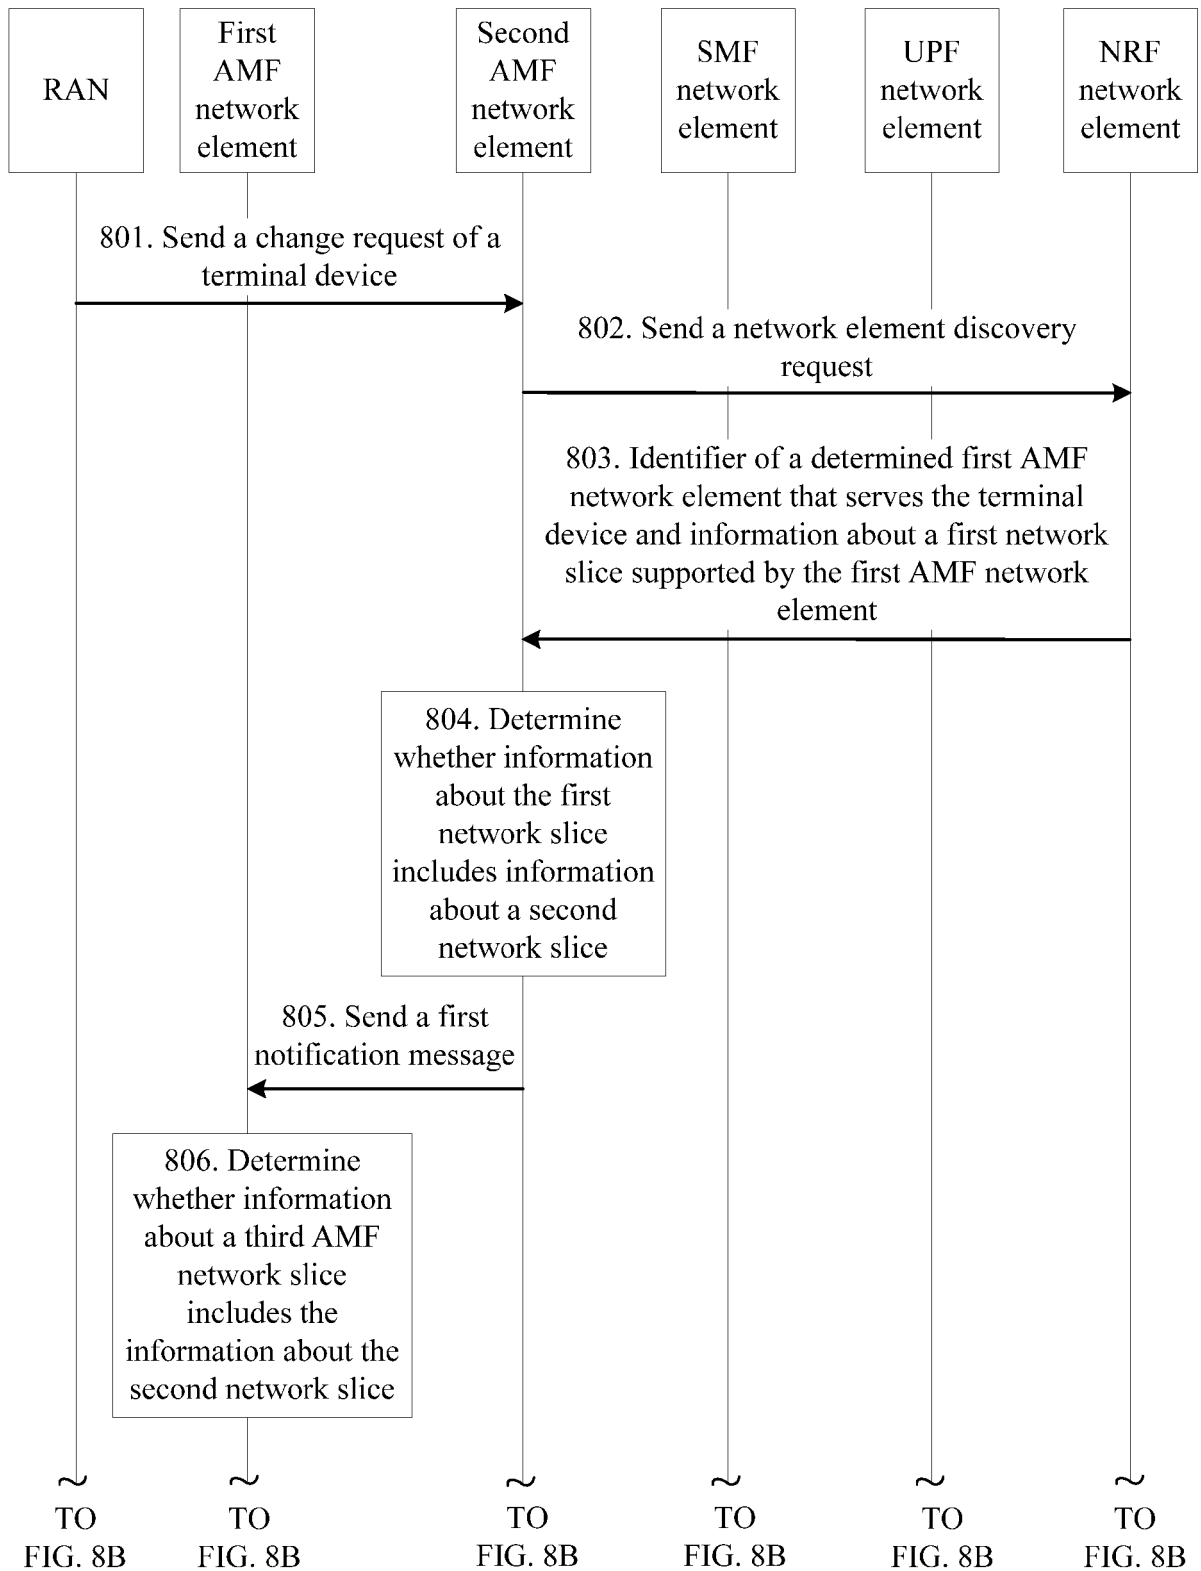 RAN
First
AMF
network
element
Second
AMF
network
element
SMF
network
element
UPF
network
element
NRF
network
element
801. Send a change request of a
terminal device
802. Send a network element discovery
request
803. Identifier of a determined first AMF
network element that serves the terminal
device and information about a first network
slice supported by the first AMF network
element
804. Determine
whether information
about the first
network slice
includes information
about a second
network slice
805. Send a first
notification message
806. Determine
whether information
about a third AMF
network slice
includes the
information about the
second network slice
TO
FIG. 8B
TO
FIG. 8B
TO
FIG. 8B
TO
FIG. 8B
TO
FIG. 8B
TO
FIG. 8B